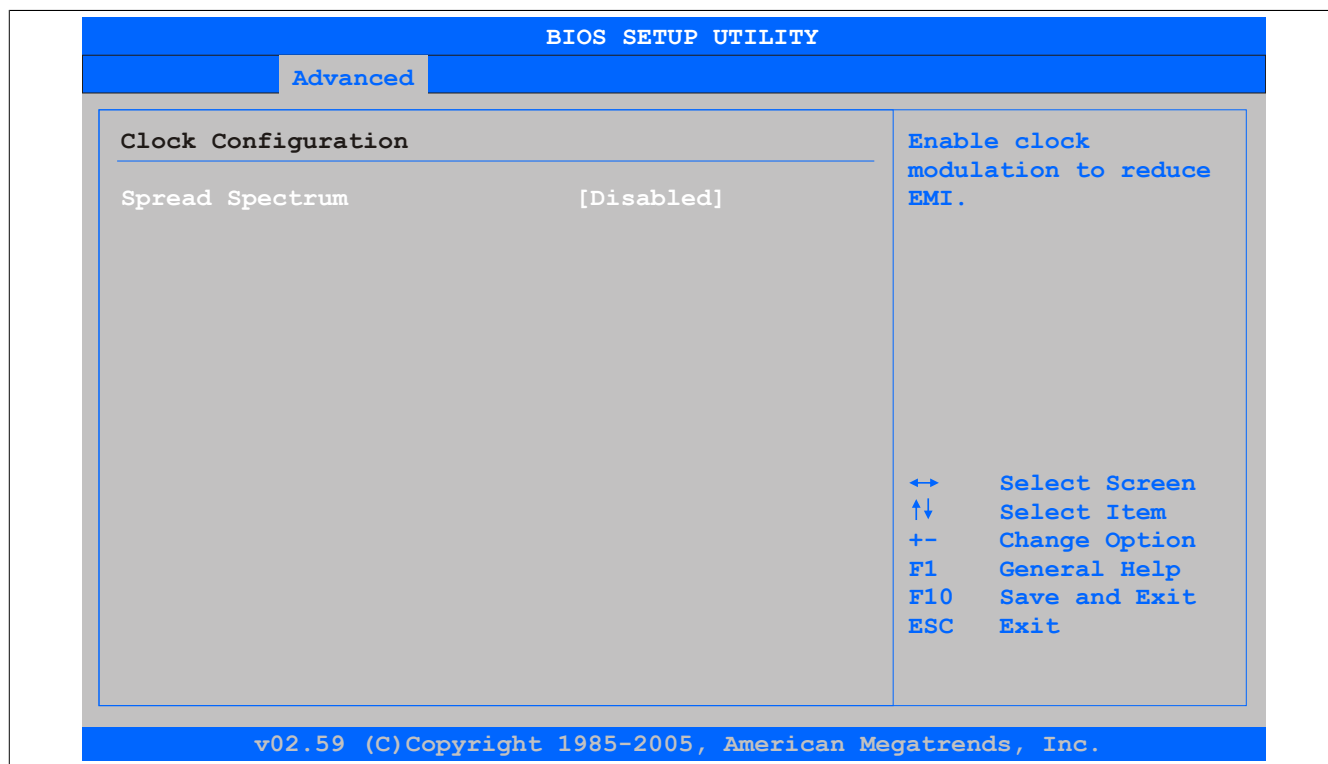 BIOS SETUP UTILITY
Advanced
Clock Configuration
Spread Spectrum [Disabled]
Enable clock
modulation to reduce
EMI.
↔ Select Screen
↑↓ Select Item
+- Change Option
F1 General Help
F10 Save and Exit
ESC Exit
v02.59 (C)Copyright 1985-2005, American Megatrends, Inc.